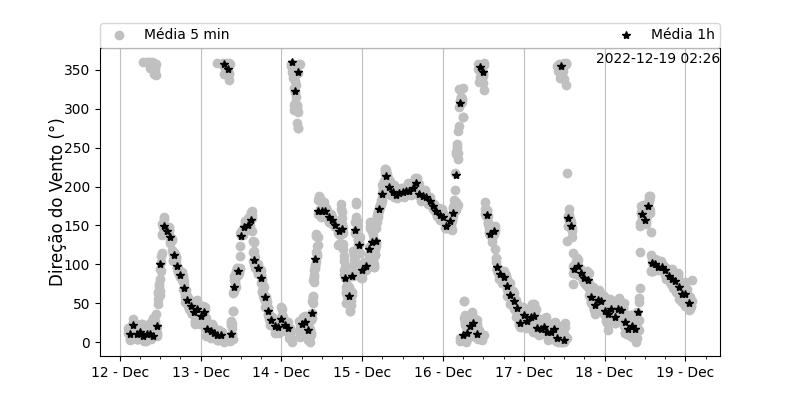 Média 5 min
Média 1h
2022-12-19 02:26
Direção do Vento (°)
350
300
250
200
150
100
50
0
12 - Dec
13 - Dec
14 - Dec
15 - Dec
16 - Dec
17 - Dec
18 - Dec
19 - Dec